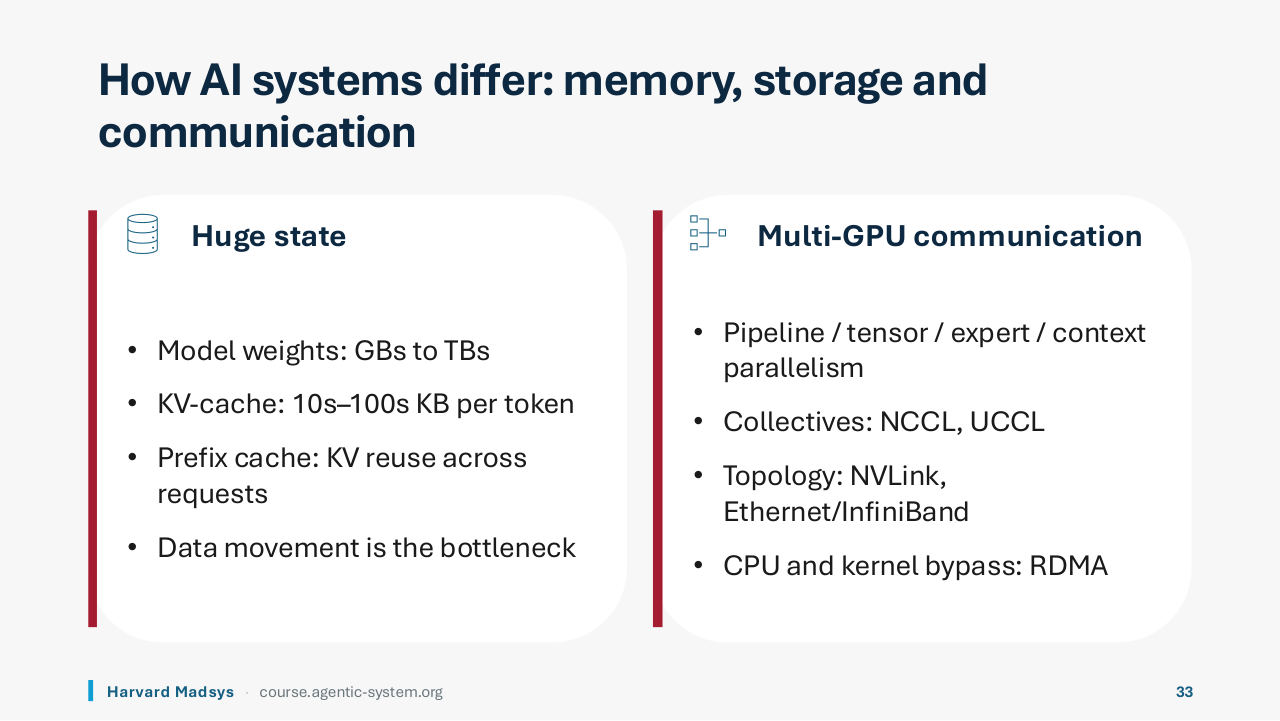 How AI systems differ: memory, storage and
communication
Huge state
• Model weights: GBs to TBs
• KV-cache: 10s–100s KB per token
• Prefix cache: KV reuse across
requests
• Data movement is the bottleneck
Multi-GPU communication
• Pipeline / tensor / expert / context
parallelism
• Collectives: NCCL, UCCL
• Topology: NVLink,
Ethernet/InfiniBand
• CPU and kernel bypass: RDMA
Harvard Madsys · course.agentic-system.org
33